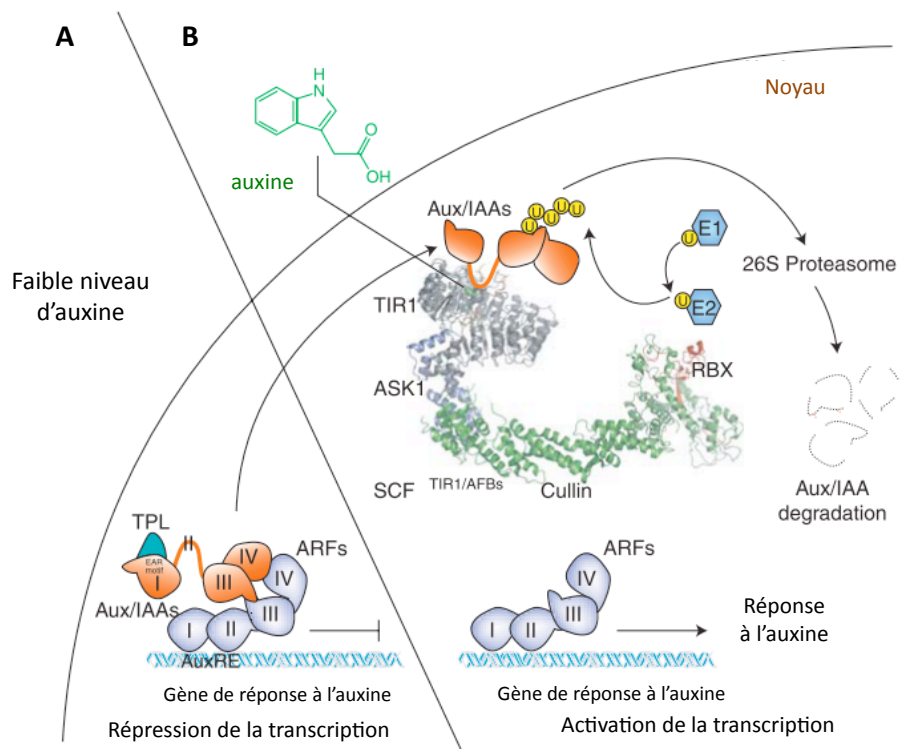 A
B
Noyau
H
N
O
OH
auxine
Aux/IAAs
U
U
U
U
U
U
E1
26S Proteasome
Faible niveau
d'auxine
TIR1
U
E2
RBX
ASK1
SCF
TIR1/AFBs
Cullin
Aux/IAA
degradation
TPL
II
EAR
motif
I
III
IV
ARFs
IV
Aux/IAAs
III
I
II
AuxRE
Gène de réponse à l'auxine
Répression de la transcription
ARFs
IV
III
I
II
Réponse
à l'auxine
Gène de réponse à l'auxine
Activation de la transcription